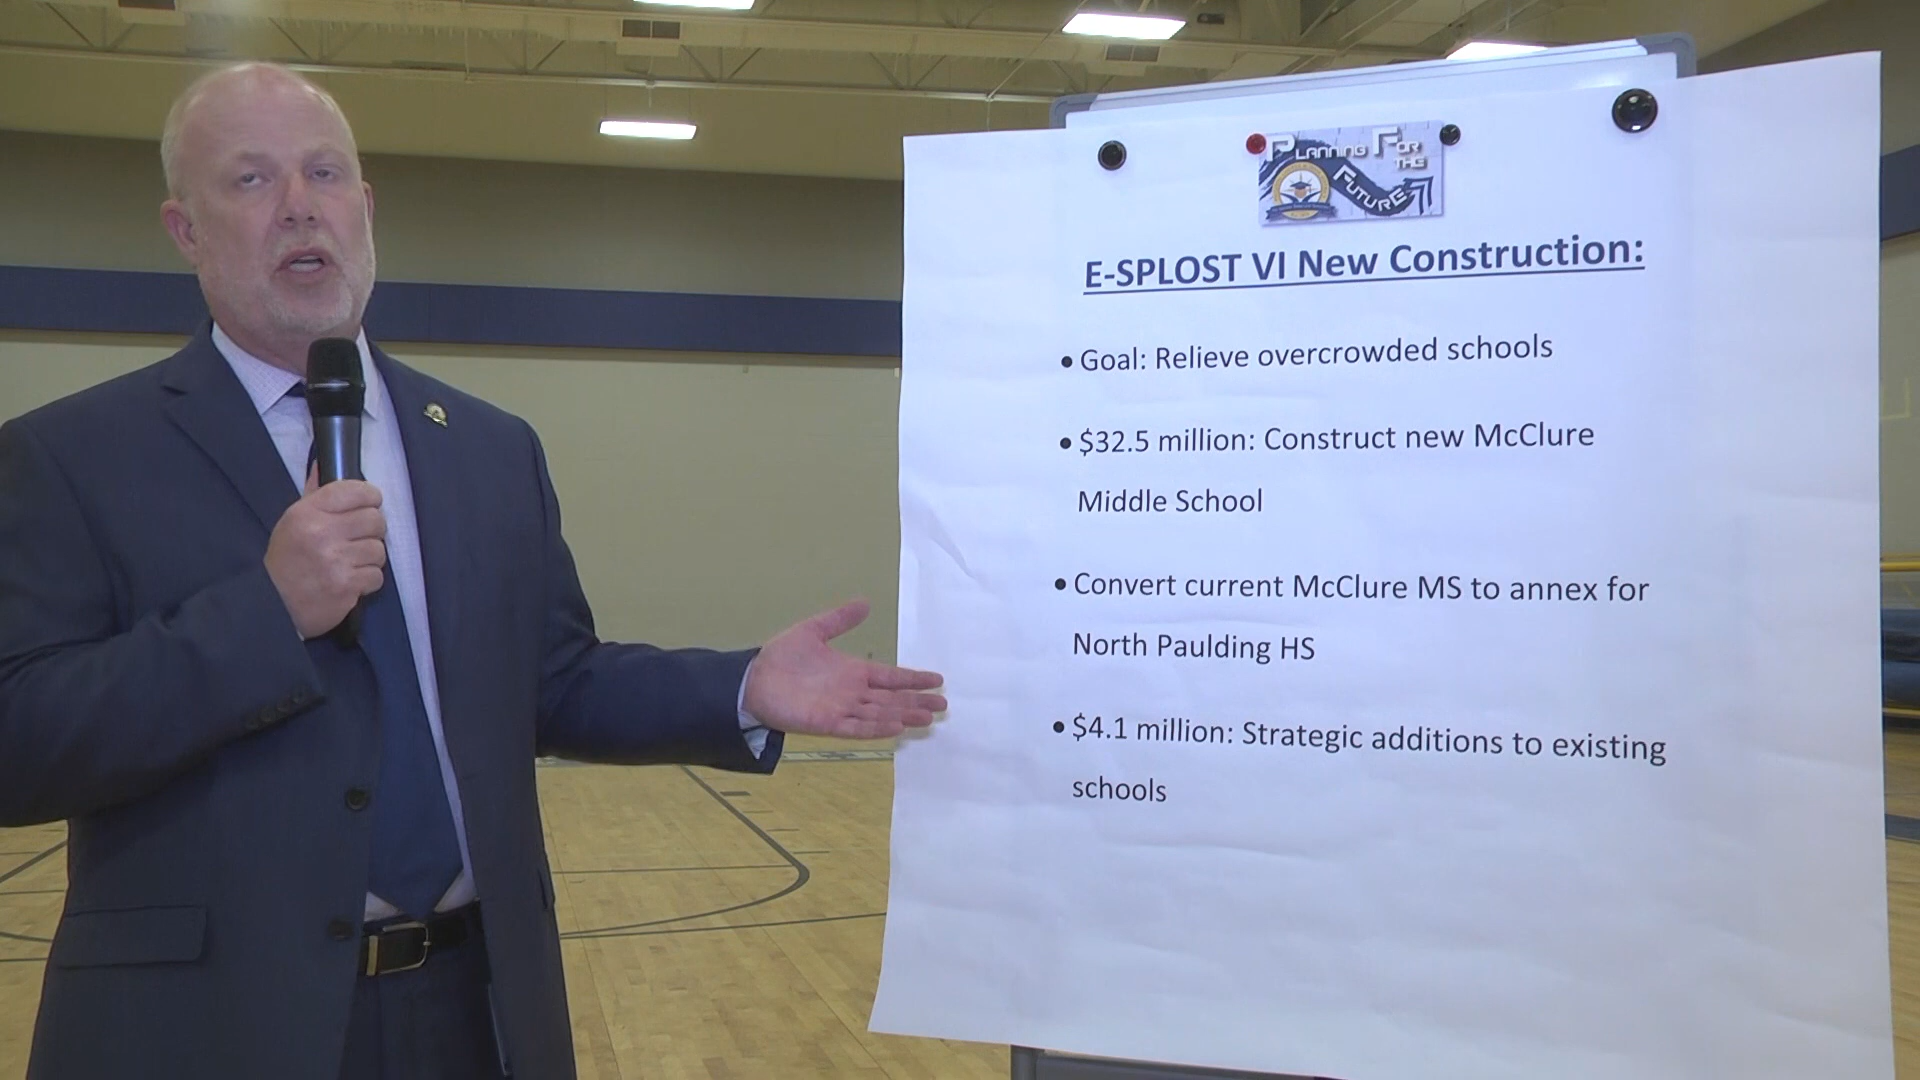 Planning For
the
Future
E-SPLOST VI New Construction:
• Goal: Relieve overcrowded schools
• $32.5 million: Construct new McClure
Middle School
• Convert current McClure MS to annex for
North Paulding HS
• $4.1 million: Strategic additions to existing
schools